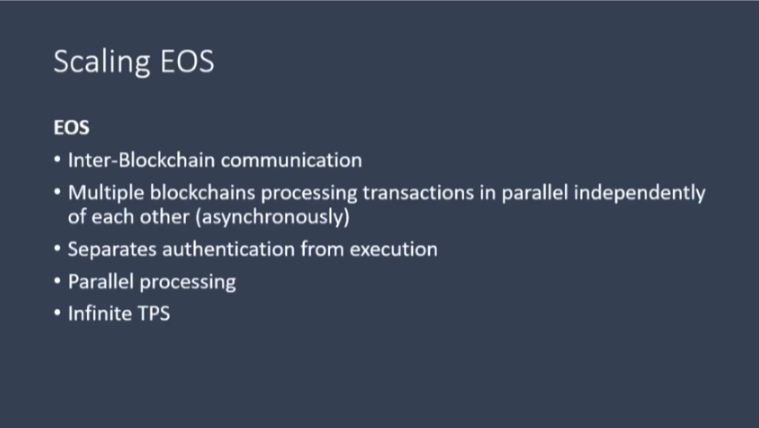 Scaling EOS
EOS
• Inter-Blockchain communication
• Multiple blockchains processing transactions in parallel independently
of each other (asynchronously)
• Separates authentication from execution
• Parallel processing
• Infinite TPS